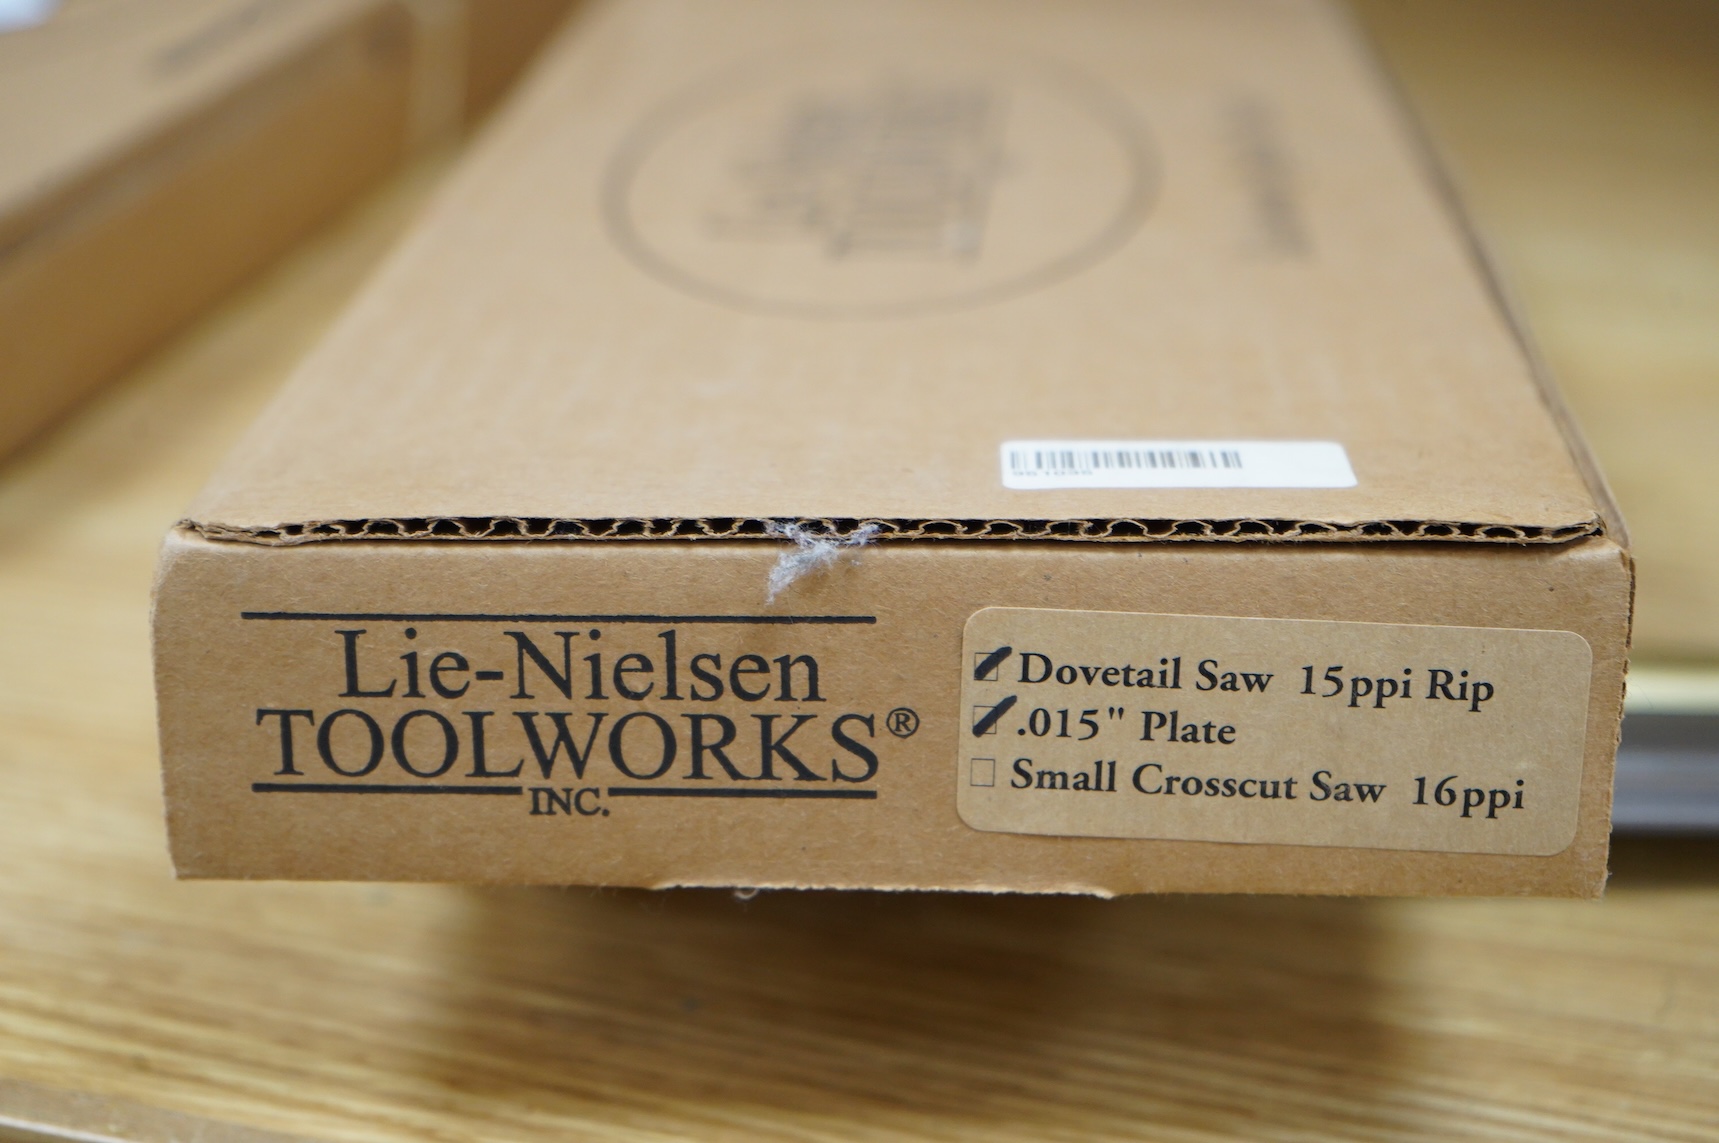 Lie-Nielsen
TOOLWORKS®
INC.
Dovetail Saw 15ppi Rip
.015" Plate
Small Crosscut Saw 16ppi